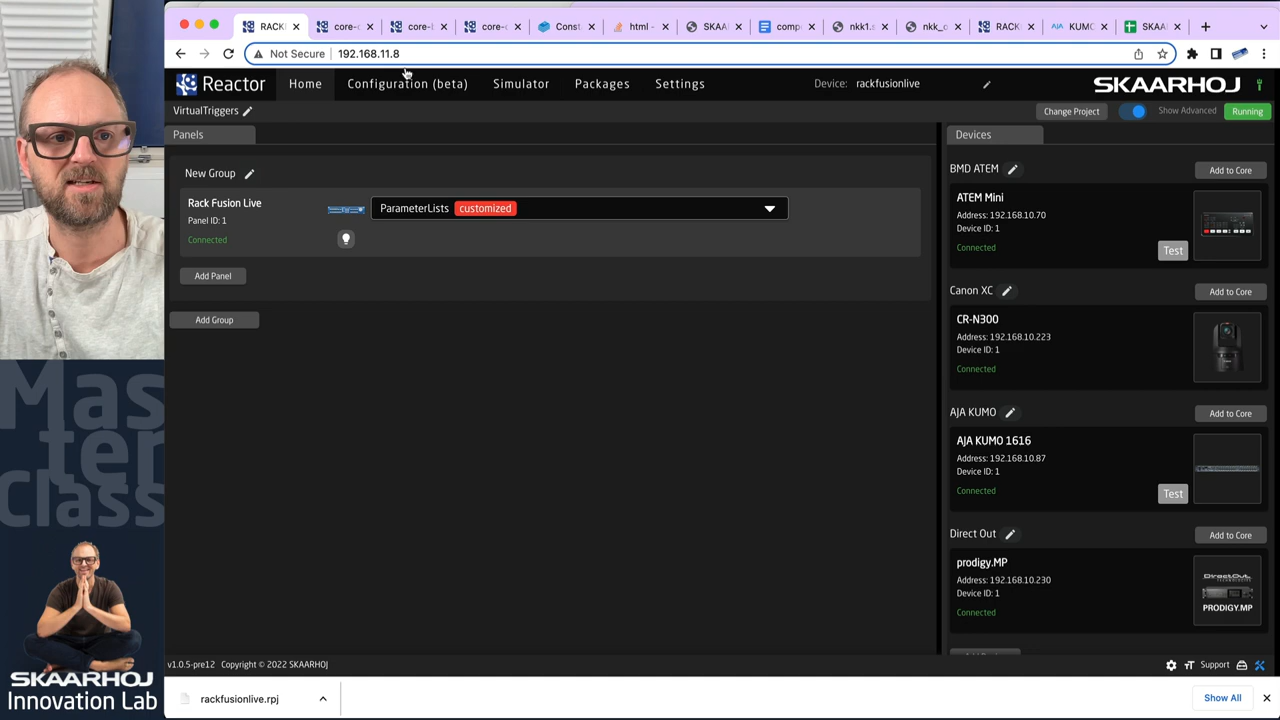 RACK
core-c
core-l
core-c
Const
html -
SKAA
comp
nkk1.s
nkk_c
RACK
AJA KUMO
SKAA
Not Secure 192.168.11.8
Reactor
Home
Configuration (beta)
Simulator
Packages
Settings
Device: rackfusionlive
SKAARHOJ
VirtualTriggers
Change Project
Show Advanced
Running
Panels
New Group
Rack Fusion Live
Panel ID: 1
Connected
ParameterLists customized
Add Panel
Add Group
Devices
BMD ATEM
Add to Core
ATEM Mini
Address: 192.168.10.70
Device ID: 1
Connected
Test
Canon XC
Add to Core
CR-N300
Address: 192.168.10.223
Device ID: 1
Connected
AJA KUMO
Add to Core
AJA KUMO 1616
Address: 192.168.10.87
Device ID: 1
Connected
Test
Direct Out
Add to Core
prodigy.MP
Address: 192.168.10.230
Device ID: 1
Connected
DirectOut
PRODIGY.MP
v1.0.5-pre12 Copyright © 2022 SKAARHOJ
Support
rackfusionlive.rpj
Show All
Mas
ter
Class
SKAARHOJ
Innovation Lab